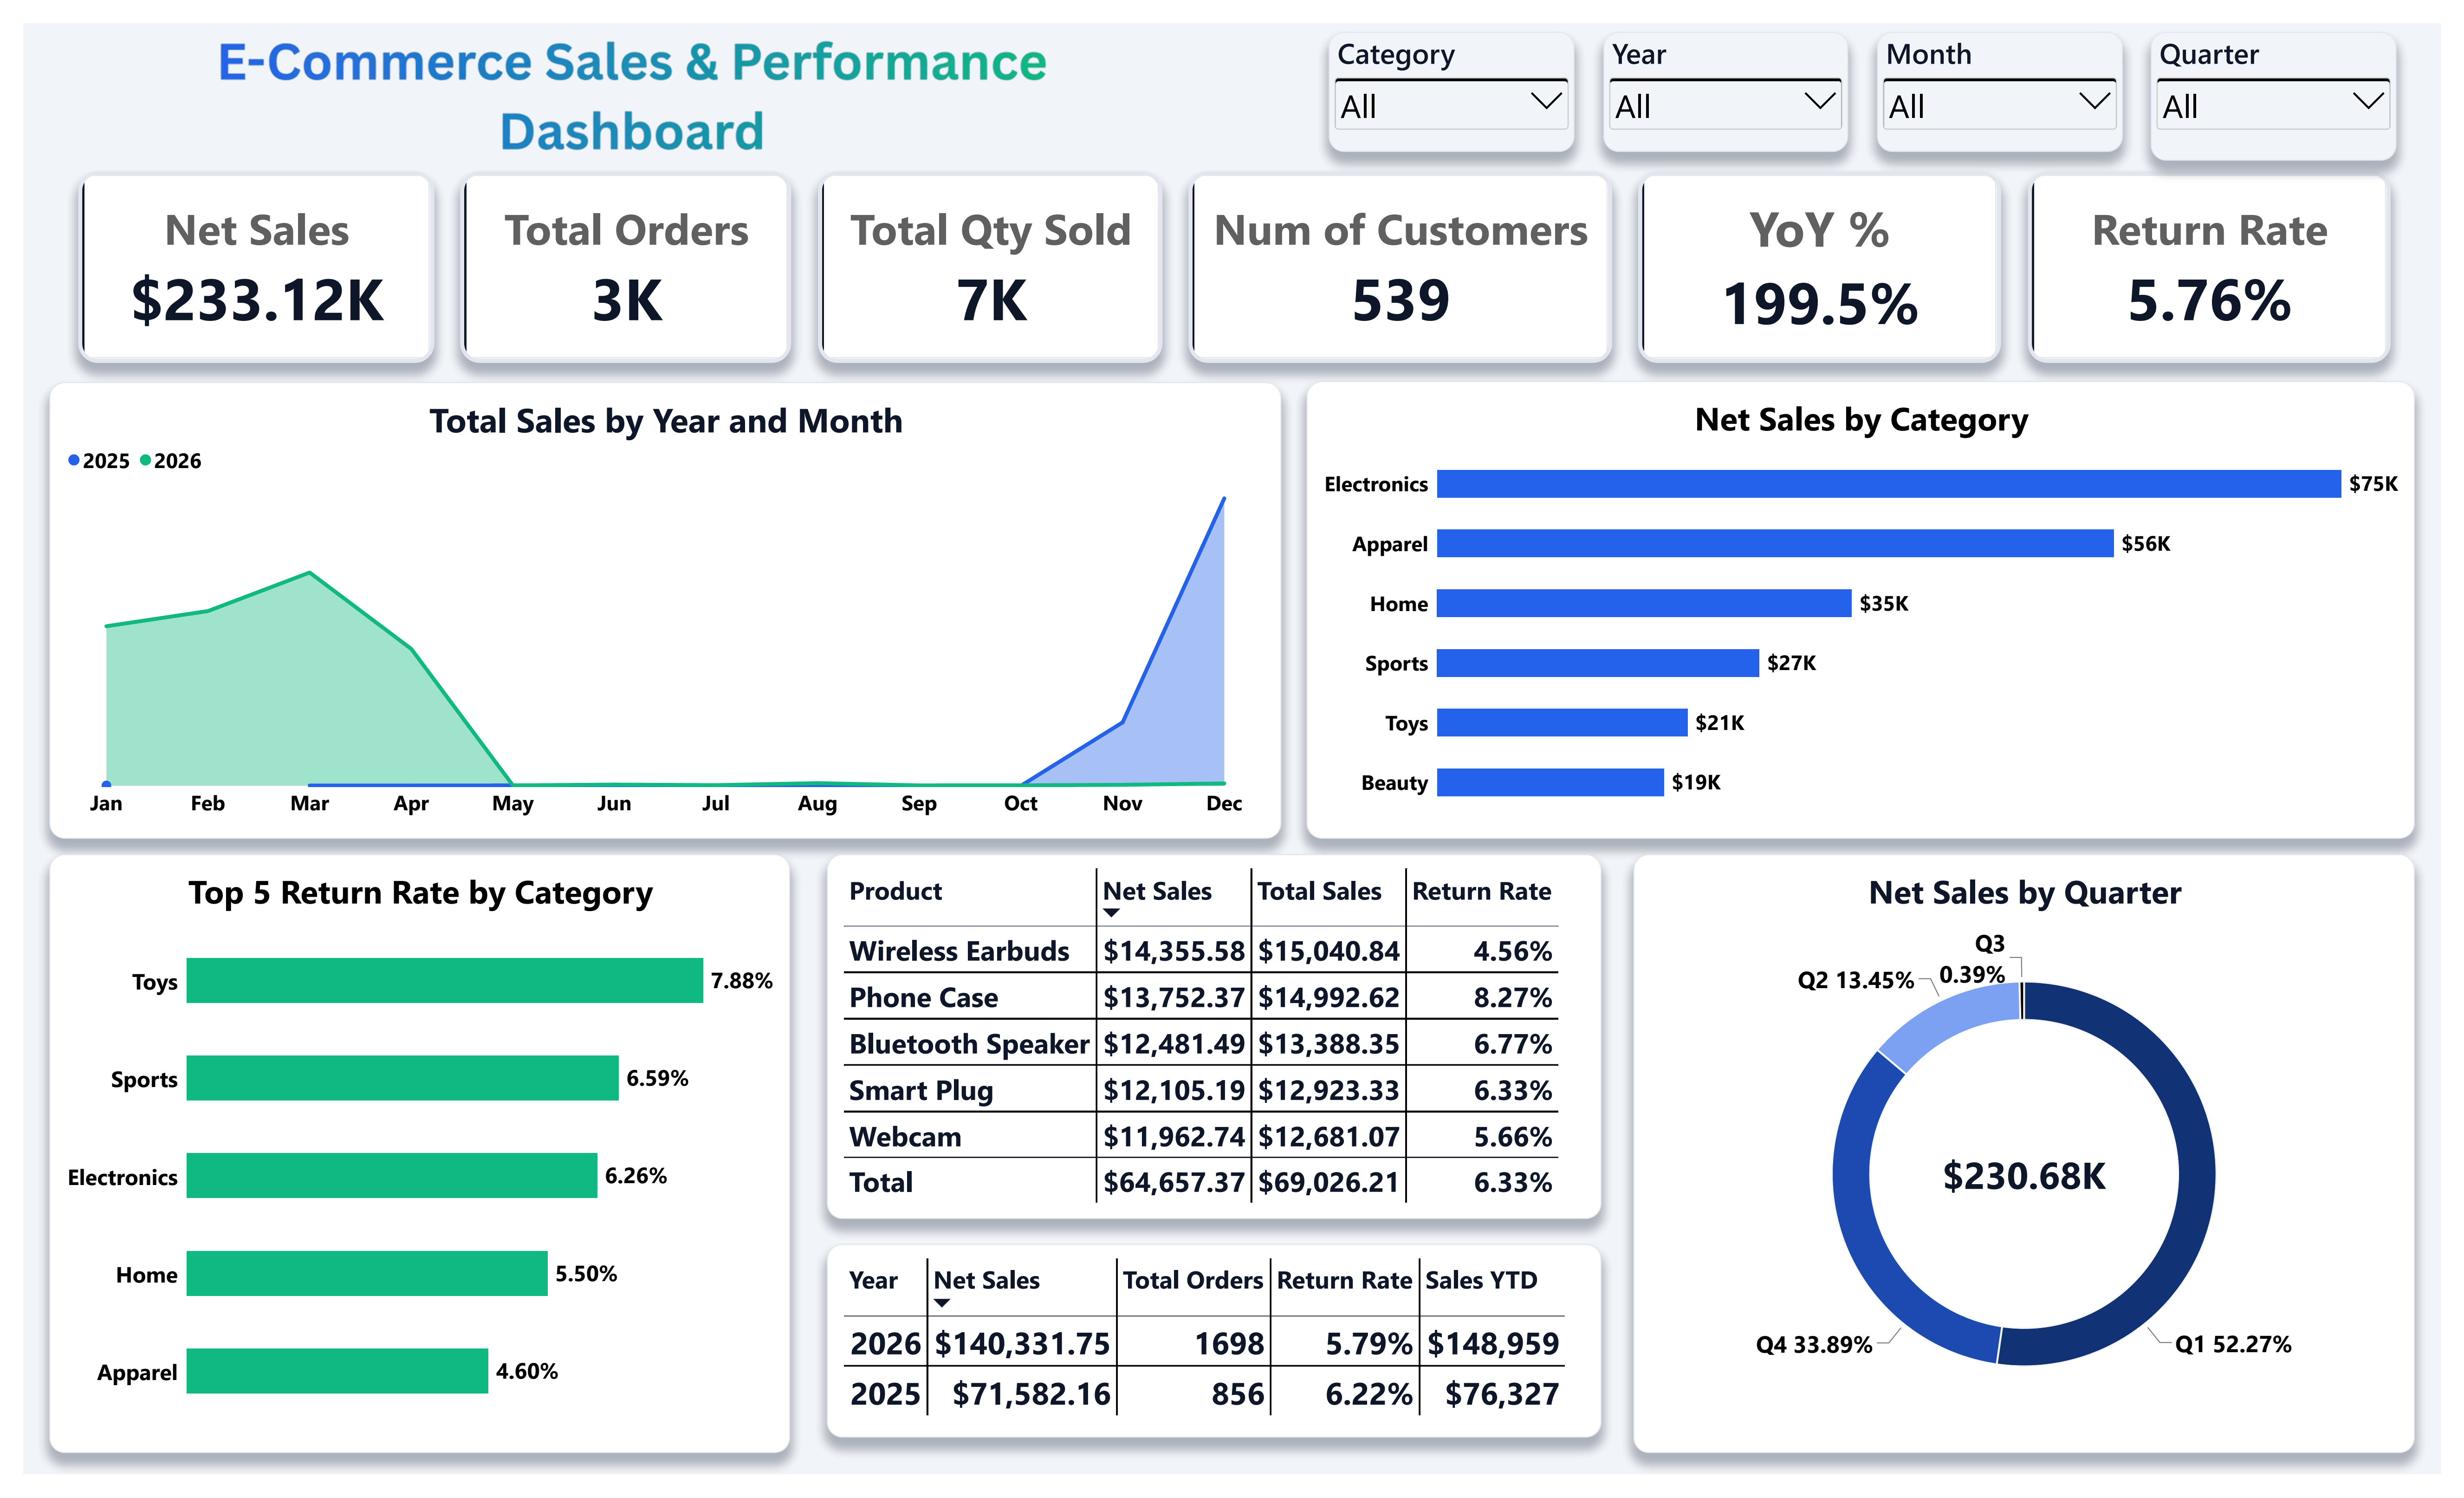 E-Commerce Sales & Performance
Dashboard
Category
All
Year
All
Month
All
Quarter
All
Net Sales
$233.12K
Total Orders
3K
Total Qty Sold
7K
Num of Customers
539
YoY %
199.5%
Return Rate
5.76%
Total Sales by Year and Month
2025 2026
Jan Feb Mar Apr May Jun Jul Aug Sep Oct Nov Dec
Net Sales by Category
Electronics $75K
Apparel $56K
Home $35K
Sports $27K
Toys $21K
Beauty $19K
Top 5 Return Rate by Category
Toys 7.88%
Sports 6.59%
Electronics 6.26%
Home 5.50%
Apparel 4.60%
Product Net Sales Total Sales Return Rate
Wireless Earbuds $14,355.58 $15,040.84 4.56%
Phone Case $13,752.37 $14,992.62 8.27%
Bluetooth Speaker $12,481.49 $13,388.35 6.77%
Smart Plug $12,105.19 $12,923.33 6.33%
Webcam $11,962.74 $12,681.07 5.66%
Total $64,657.37 $69,026.21 6.33%
Year Net Sales Total Orders Return Rate Sales YTD
2026 $140,331.75 1698 5.79% $148,959
2025 $71,582.16 856 6.22% $76,327
Net Sales by Quarter
Q3
0.39%
Q2 13.45%
$230.68K
Q4 33.89%
Q1 52.27%